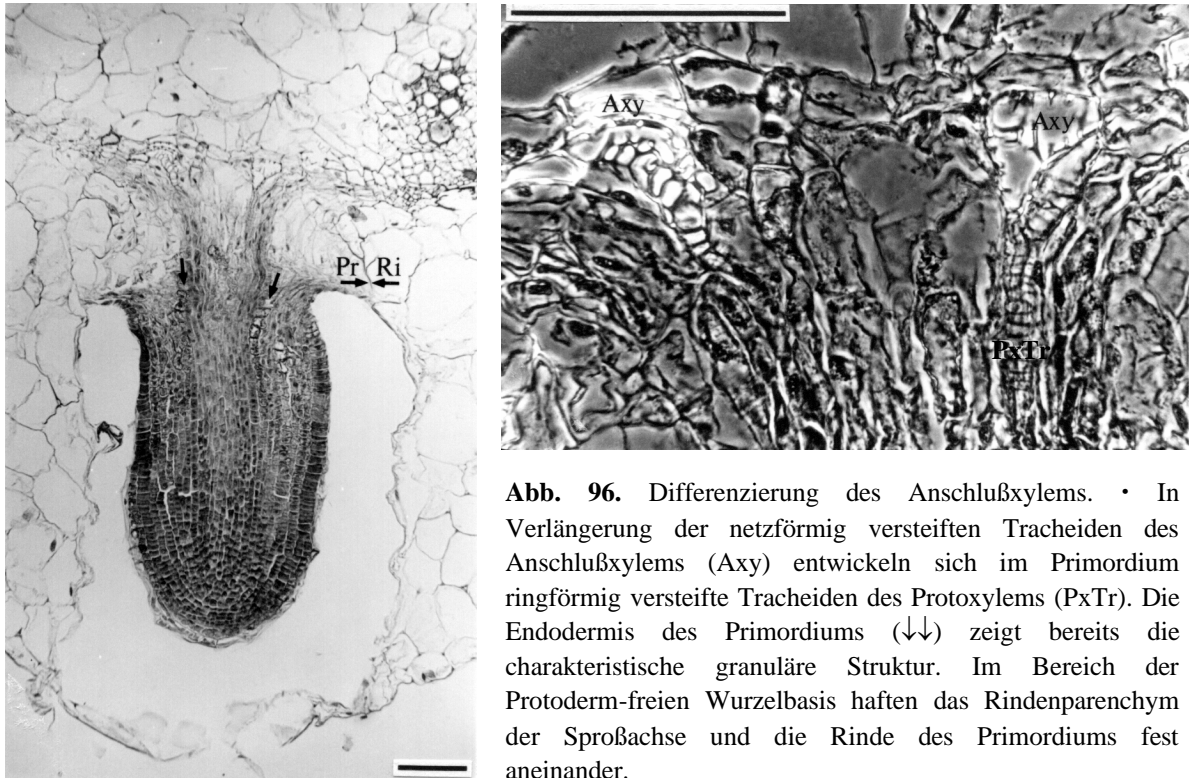 Pr Ri
Axy
Axy
PxTr
Abb. 96. Differenzierung des Anschlußxylems. • In
Verlängerung der netzförmig versteiften Tracheiden des
Anschlußxylems (Axy) entwickeln sich im Primordium
ringförmig versteifte Tracheiden des Protoxylems (PxTr). Die
Endodermis des Primordiums (↓↓) zeigt bereits die
charakteristische granuläre Struktur. Im Bereich der
Protoderm-freien Wurzelbasis haften das Rindenparenchym
der Sproßachse und die Rinde des Primordiums fest
aneinander.